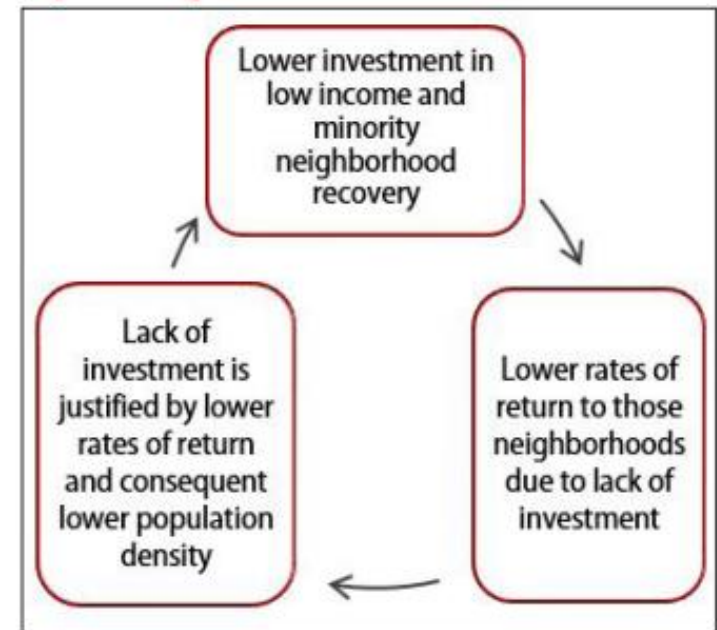 Lower investment in
low income and
minority
neighborhood
recovery
Lower rates of
return to those
neighborhoods
due to lack of
investment
Lack of
investment is
justified by lower
rates of return
and consequent
lower population
density